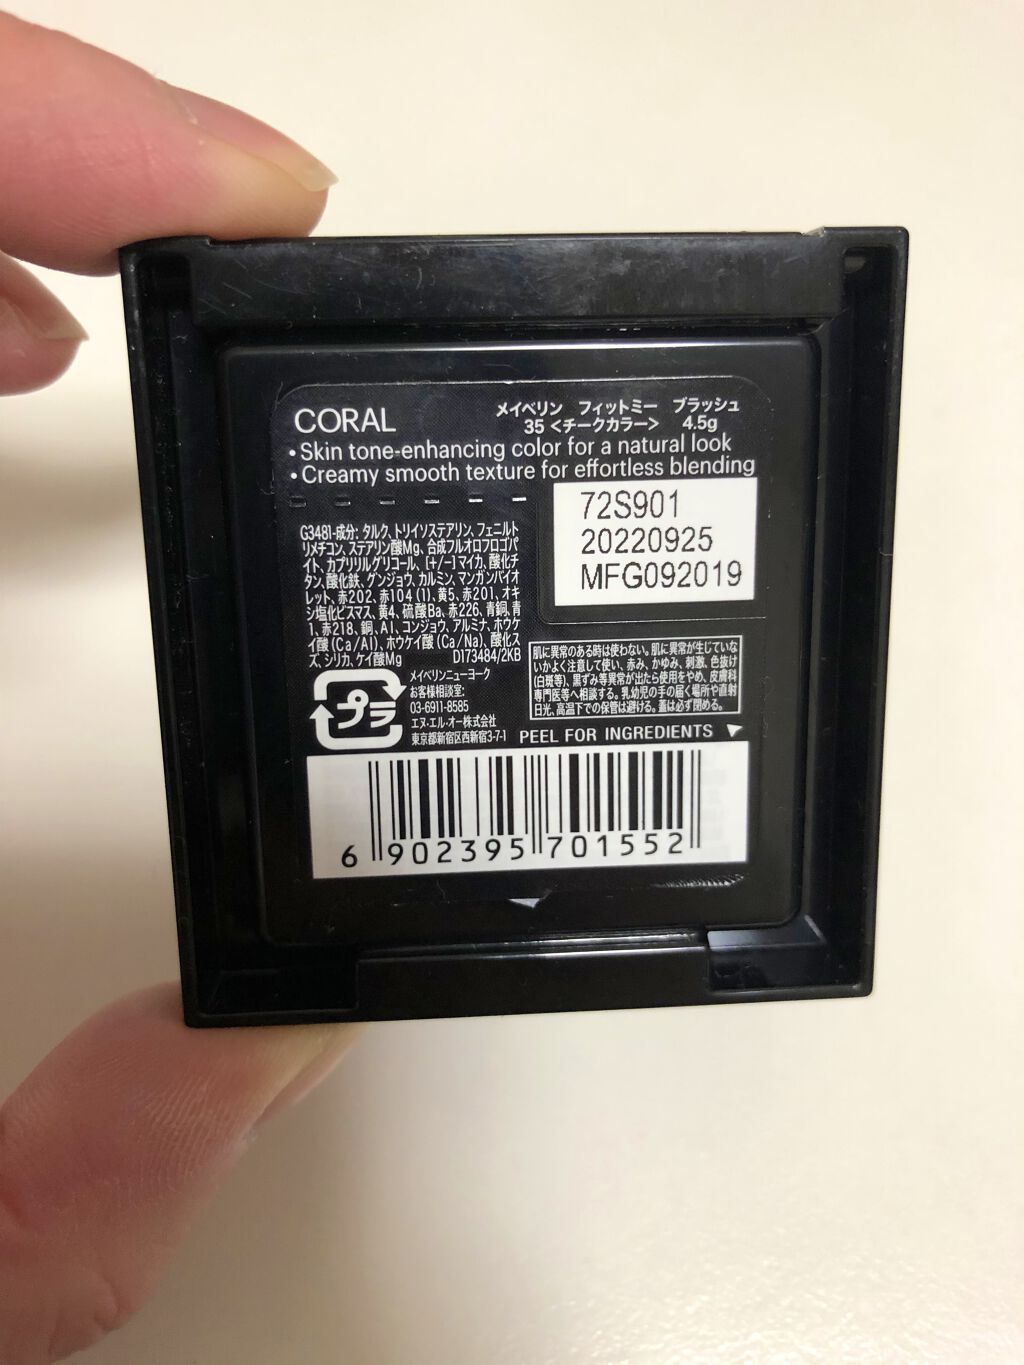 CORAL
メイベリン フィットミー ブラッシュ
35 <チークカラー> 4.5g
•Skin tone-enhancing color for a natural look
•Creamy smooth texture for effortless blending
72S901
20220925
MFG092019
G3481-成分: タルク、トリイソステアリン、フェニルト
リメチコン、ステアリン酸Mg、合成フルオロフロゴパ
イト、カプリリルグリコール、[+/-]マイカ、酸化チ
タン、酸化鉄、グンジョウ、カルミン、マンガンバイオ
レット、赤202、赤104(1)、黄5、赤201、オキ
シ塩化ビスマス、黄4、硫酸Ba、赤226、青銅、青
1、赤218、銅、Al、コンジョウ、アルミナ、ホウケ
イ酸(Ca/Al)、ホウケイ酸(Ca/Na)、酸化ス
ズ、シリカ、ケイ酸Mg D173484/2KB
肌に異常のある時は使わない。肌に異常が生じていな
いかよく注意して使い、赤み、かゆみ、刺激、色抜け
(白斑等)、黒ずみ等異常が出たら使用をやめ、皮膚科
専門医等へ相談する。乳幼児の手の届く場所や直射
日光、高温下での保管は避ける。蓋は必ず閉める。
プラ
メイベリンニューヨーク
お客様相談室:
03-6911-8585
エヌ・エル・オー株式会社
東京都新宿区西新宿3-7-1
PEEL FOR INGREDIENTS
6 902395 701552